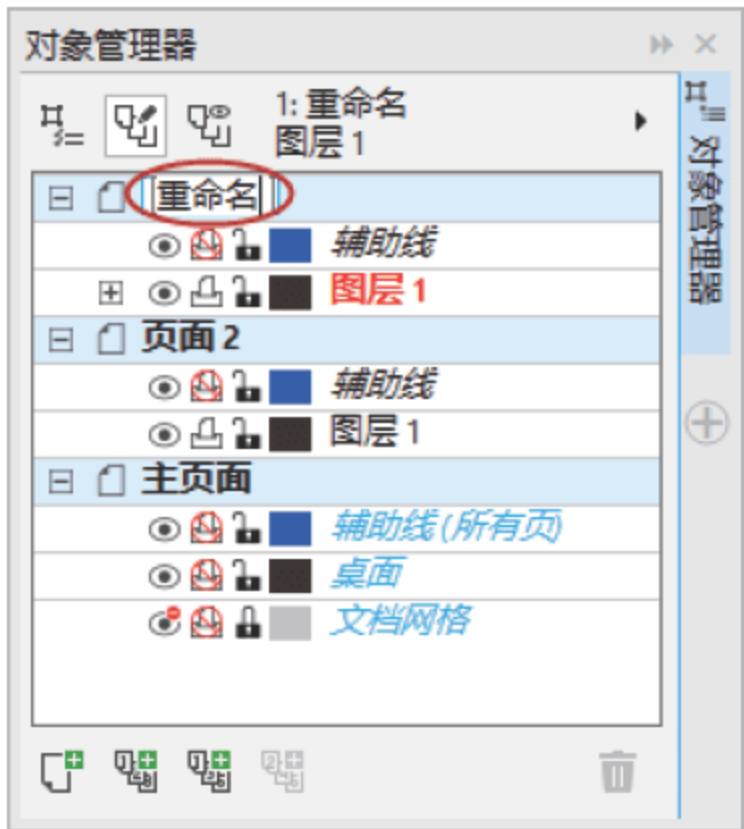 对象管理器
1: 重命名
图层 1
重命名
辅助线
图层 1
页面 2
辅助线
图层 1
主页面
辅助线 (所有页)
桌面
文档网格
对象管理器